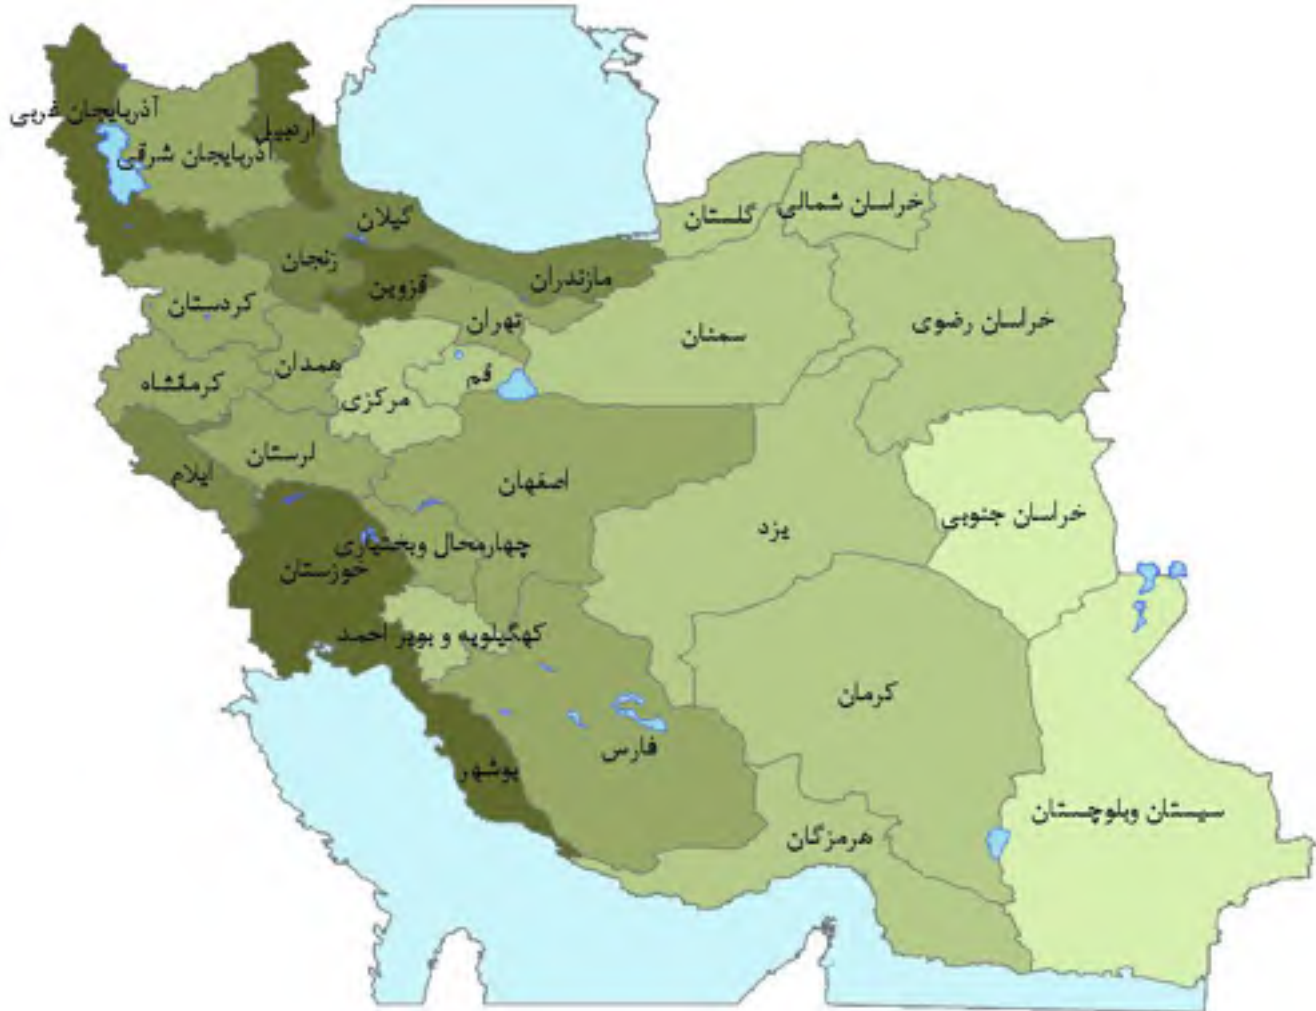 آذربایجان غربی
اردبیل
آذربایجان شرقی
گیلان
گلستان
خراسان شمالی
زنجان
مازندران
قزوین
کردستان
تهران
سمنان
خراسان رضوی
همدان
قم
کرمانشاه
مرکزی
لرستان
ایلام
اصفهان
خراسان جنوبی
یزد
چهارمحال وبختیاری
خوزستان
کهگیلویه و بویر احمد
کرمان
فارس
بوشهر
سیستان وبلوچستان
هرمزگان